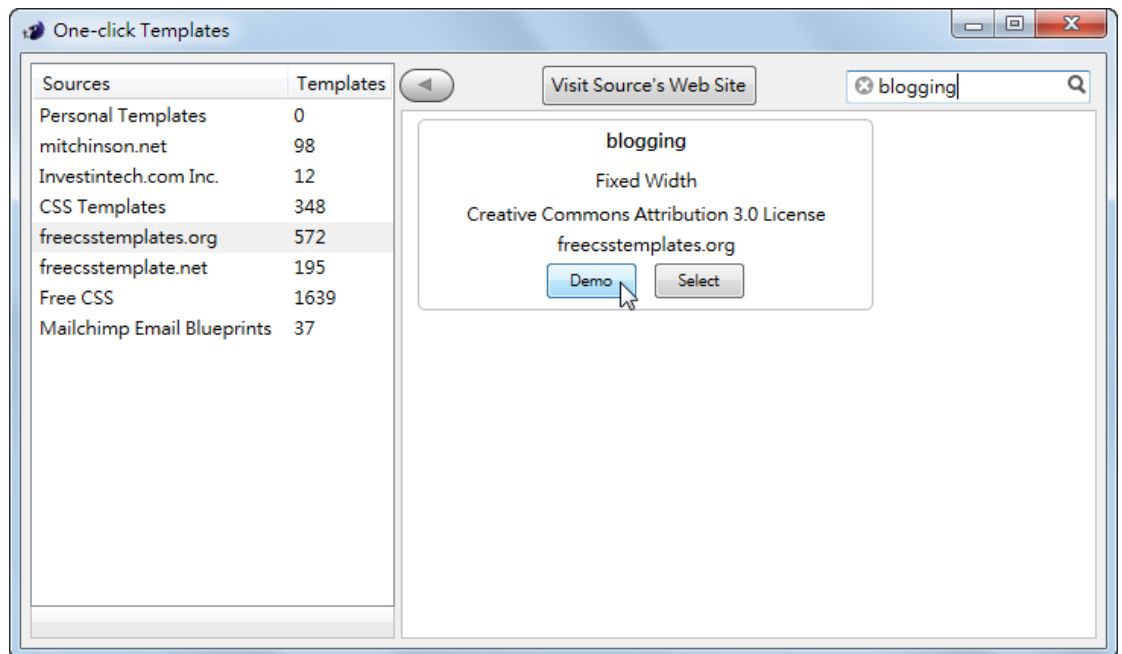 One-click Templates
Sources Templates
Personal Templates 0
mitchinson.net 98
Investintech.com Inc. 12
CSS Templates 348
freecsstemplates.org 572
freecsstemplate.net 195
Free CSS 1639
Mailchimp Email Blueprints 37
Visit Source's Web Site
blogging
blogging
Fixed Width
Creative Commons Attribution 3.0 License
freecsstemplates.org
Demo Select